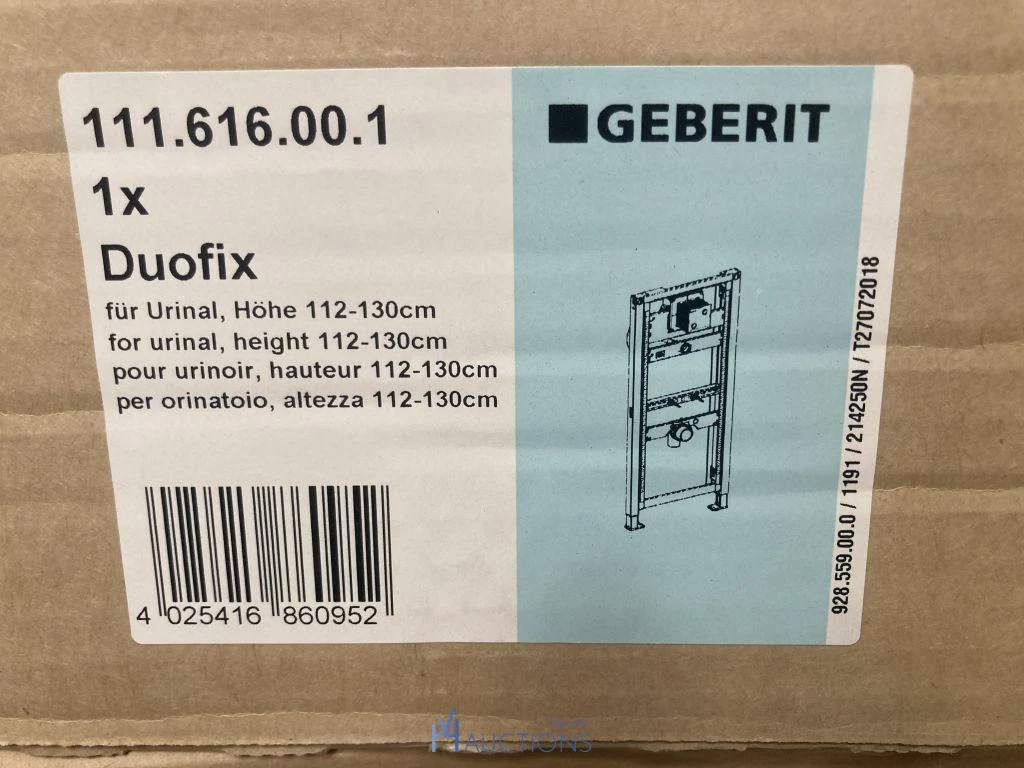 111.616.00.1
1x
Duofix
für Urinal, Höhe 112-130cm
for urinal, height 112-130cm
pour urinoir, hauteur 112-130cm
per orinatoio, altezza 112-130cm
4 025416 860952
GEBERIT
928.559.00.0 / 1191 / 214250N / T27072018
AUCTIONS